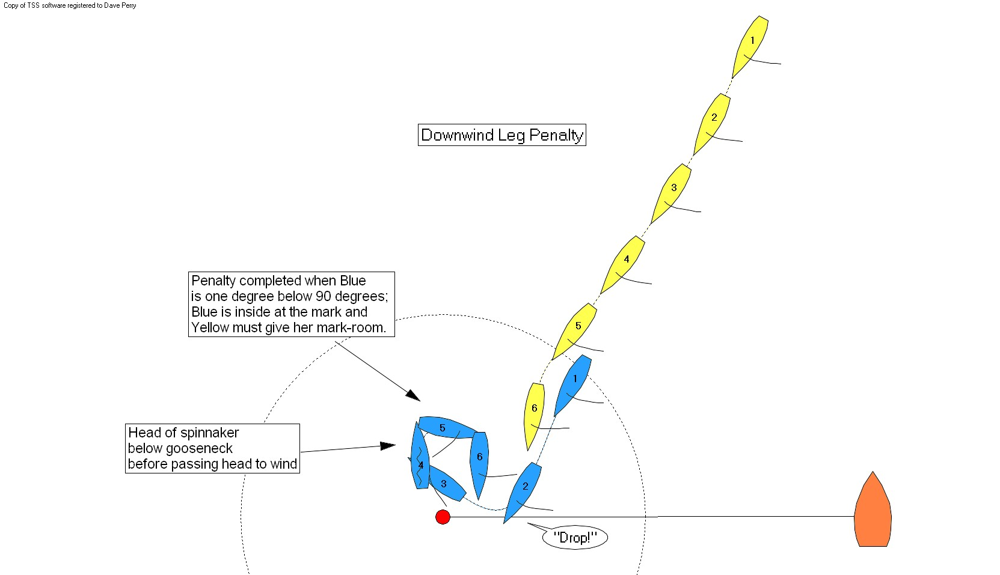 Copy of TSS software registered to Dave Perry
1
2
Downwind Leg Penalty
3
4
Penalty completed when Blue
is one degree below 90 degrees;
Blue is inside at the mark and
Yellow must give her mark-room.
5
1
6
Head of spinnaker
below gooseneck
before passing head to wind
5
4
6
3
2
"Drop!"